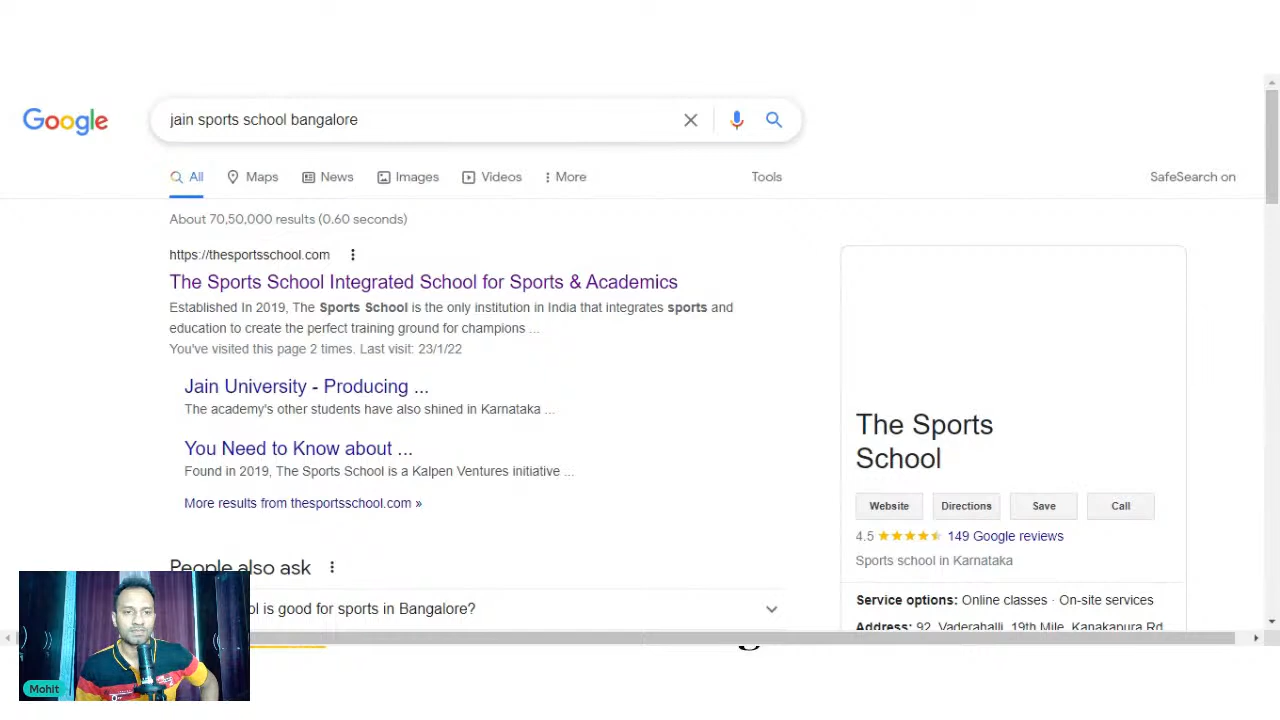 Google
jain sports school bangalore
All Maps News Images Videos More Tools SafeSearch on
About 70,50,000 results (0.60 seconds)
https://thesportsschool.com
The Sports School Integrated School for Sports & Academics
Established In 2019, The Sports School is the only institution in India that integrates sports and
education to create the perfect training ground for champions ...
You've visited this page 2 times. Last visit: 23/1/22
Jain University - Producing ...
The academy's other students have also shined in Karnataka ...
You Need to Know about ...
Found in 2019, The Sports School is a Kalpen Ventures initiative ...
More results from thesportsschool.com »
People also ask
is good for sports in Bangalore?
The Sports
School
Website Directions Save Call
4.5 149 Google reviews
Sports school in Karnataka
Service options: Online classes · On-site services
Address: 92, Vaderahalli, 19th Mile, Kanakapura Rd
Mohit